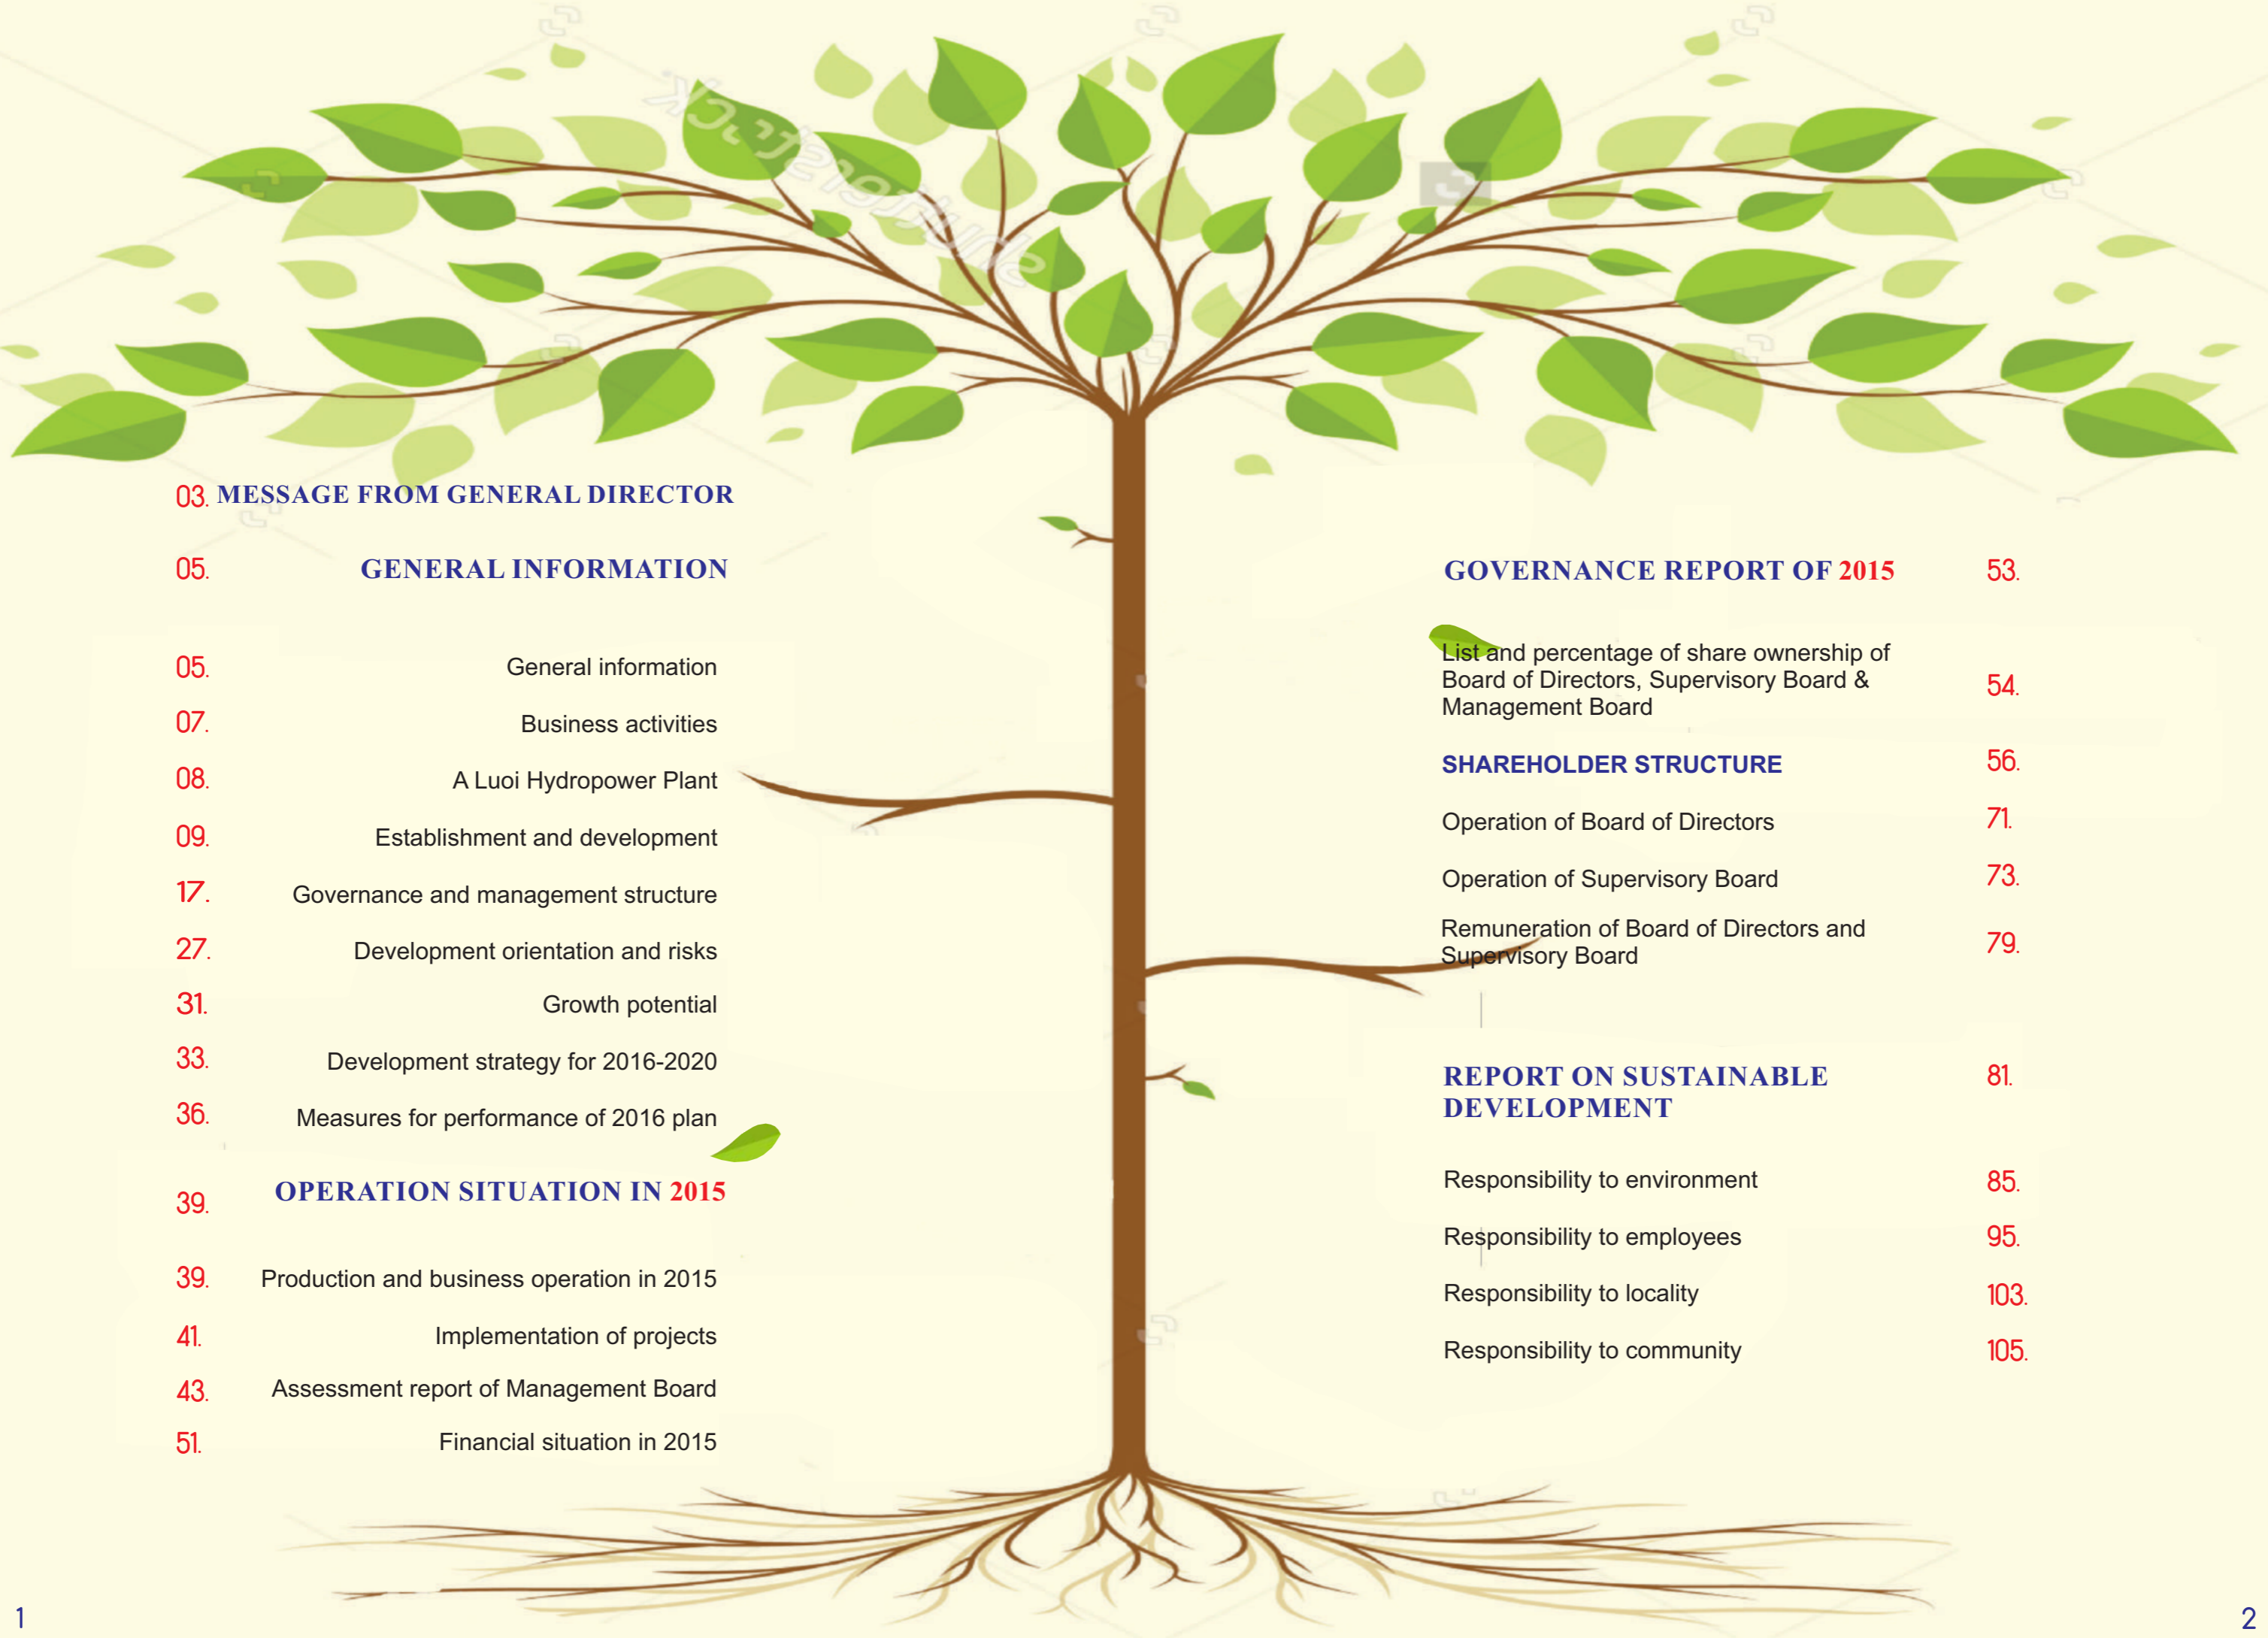 03. MESSAGE FROM GENERAL DIRECTOR
05. GENERAL INFORMATION
05. General information
07. Business activities
08. A Luoi Hydropower Plant
09. Establishment and development
17. Governance and management structure
27. Development orientation and risks
31. Growth potential
33. Development strategy for 2016-2020
36. Measures for performance of 2016 plan
39. OPERATION SITUATION IN 2015
39. Production and business operation in 2015
41. Implementation of projects
43. Assessment report of Management Board
51. Financial situation in 2015
1
GOVERNANCE REPORT OF 2015 53.
List and percentage of share ownership of
Board of Directors, Supervisory Board & 54.
Management Board
SHAREHOLDER STRUCTURE 56.
Operation of Board of Directors 71.
Operation of Supervisory Board 73.
Remuneration of Board of Directors and
Supervisory Board 79.
REPORT ON SUSTAINABLE 81.
DEVELOPMENT
Responsibility to environment 85.
Responsibility to employees 95.
Responsibility to locality 103.
Responsibility to community 105.
2